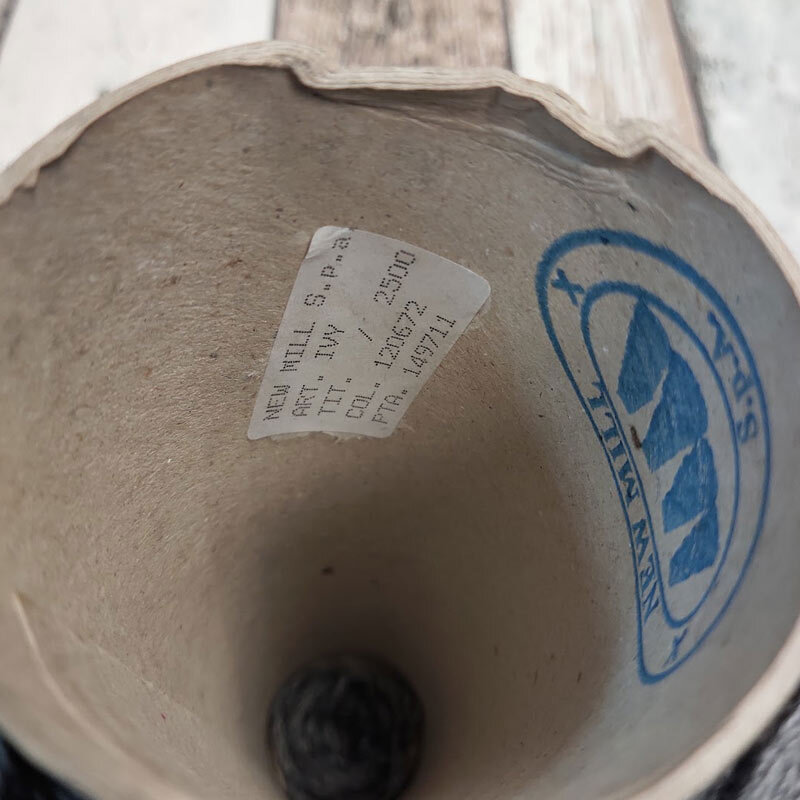 NEW MILL S.p.a.
ART. IVY
TIT. / 2500
COL. 120672
PTA. 149711
NEW MILL
S.p.M